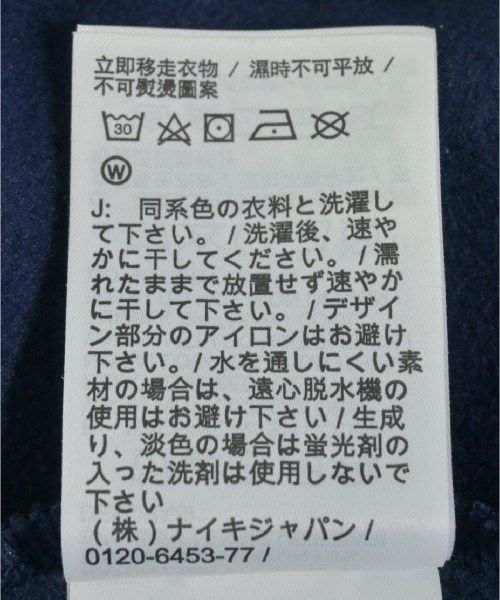 立即移走衣物 / 濕時不可平放 /
不可熨燙圖案
30
W
J: 同系色の衣料と洗濯し
て下さい。/ 洗濯後、速や
かに干してください。/ 濡
れたままで放置せず速やか
に干して下さい。/ デザイ
ン部分のアイロンはお避け
下さい。/ 水を通しにくい素
材の場合は、遠心脱水機の
使用はお避け下さい / 生成
り、淡色の場合は蛍光剤の
入った洗剤は使用しないで
下さい
(株) ナイキジャパン /
0120-6453-77 /